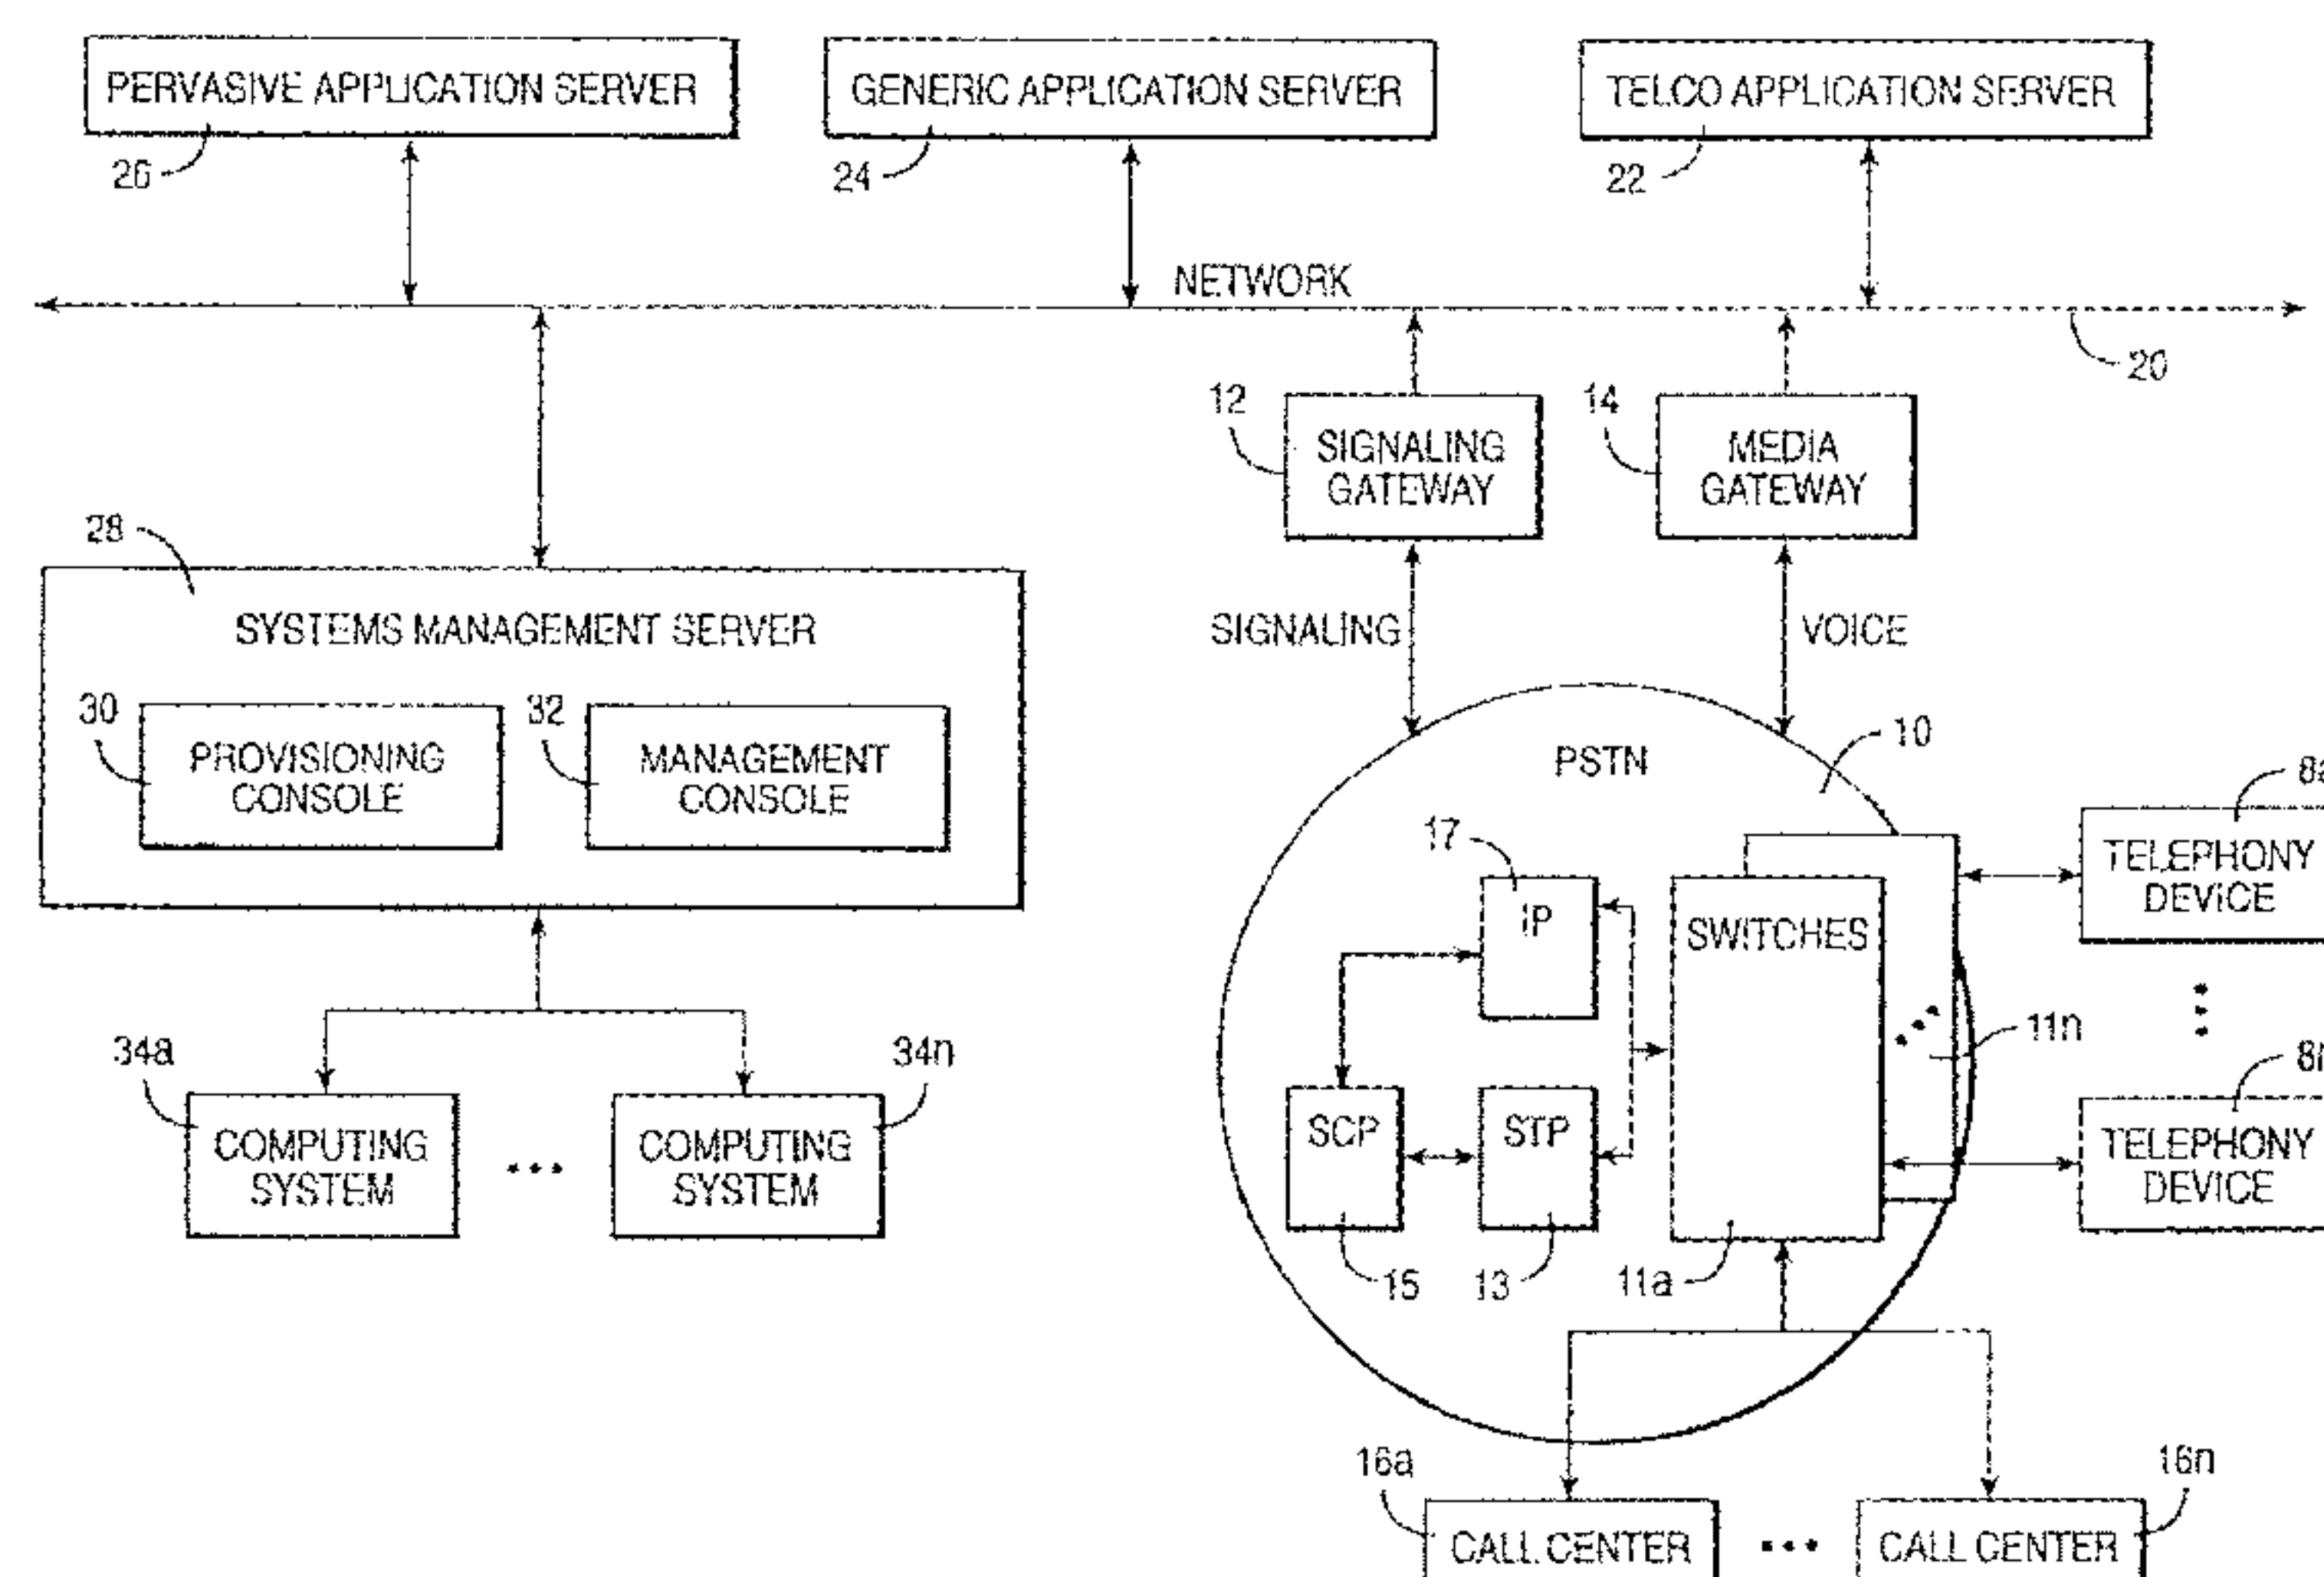 PERVASIVE APPLICATION SERVER
GENERIC APPLICATION SERVER
TELCO APPLICATION SERVER
26
24
22
NETWORK
20
12
14
SIGNALING
GATEWAY
MEDIA
GATEWAY
28
SYSTEMS MANAGEMENT SERVER
SIGNALING
VOICE
30
32
PROVISIONING
CONSOLE
MANAGEMENT
CONSOLE
PSTN
10
17
TELEPHONY
DEVICE
IP
SWITCHES
11n
34a
34n
COMPUTING
SYSTEM
...
COMPUTING
SYSTEM
SCP
STP
TELEPHONY
DEVICE
15
13
11a
16a
16n
CALL CENTER
...
CALL CENTER